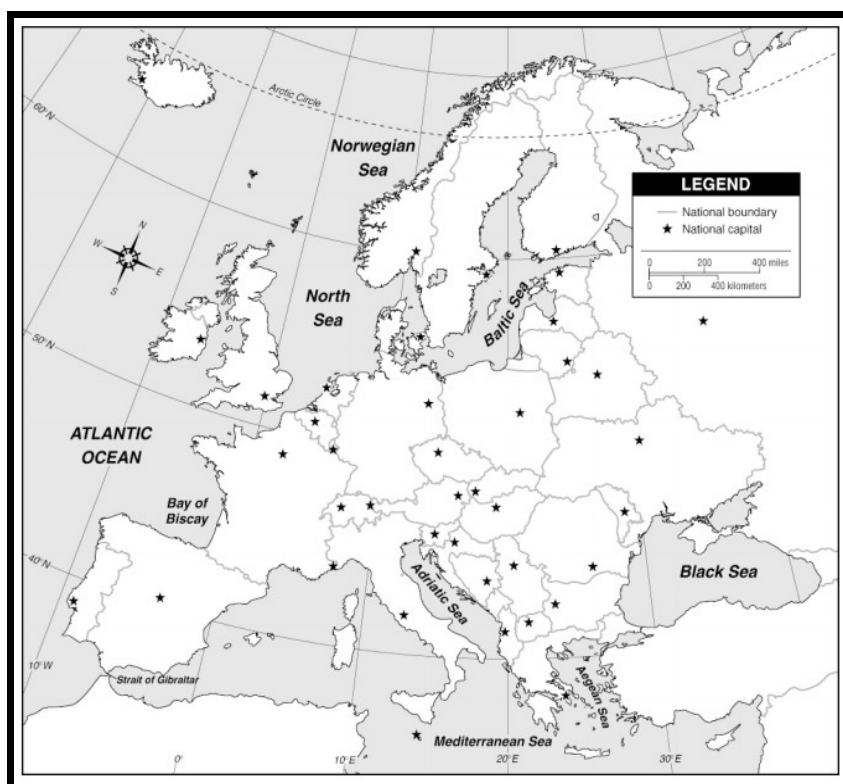 Arctic Circle
60°N
Norwegian
Sea
LEGEND
National boundary
National capital
0 200 400 miles
0 200 400 kilometers
N
W
E
S
North
Sea
Baltic Sea
50°N
ATLANTIC
OCEAN
Bay of
Biscay
40°N
Adriatic Sea
Black Sea
10°W
Strait of Gibraltar
Aegean Sea
Mediterranean Sea
0°
10°E
20°E
30°E